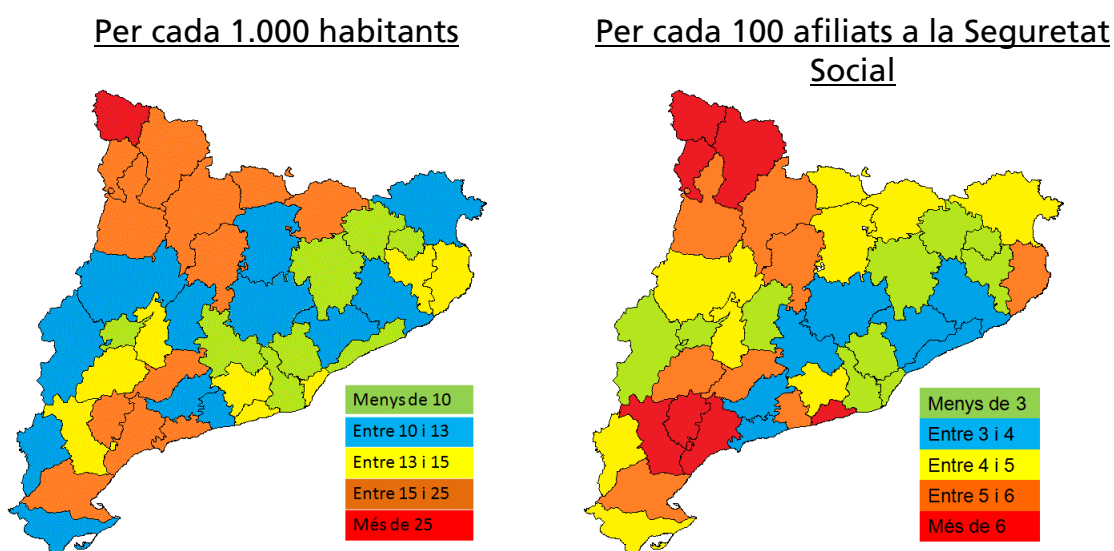 Per cada 1.000 habitants
Per cada 100 afiliats a la Seguretat
Social
Menys de 10
Entre 10 i 13
Entre 13 i 15
Entre 15 i 25
Més de 25
Menys de 3
Entre 3 i 4
Entre 4 i 5
Entre 5 i 6
Més de 6